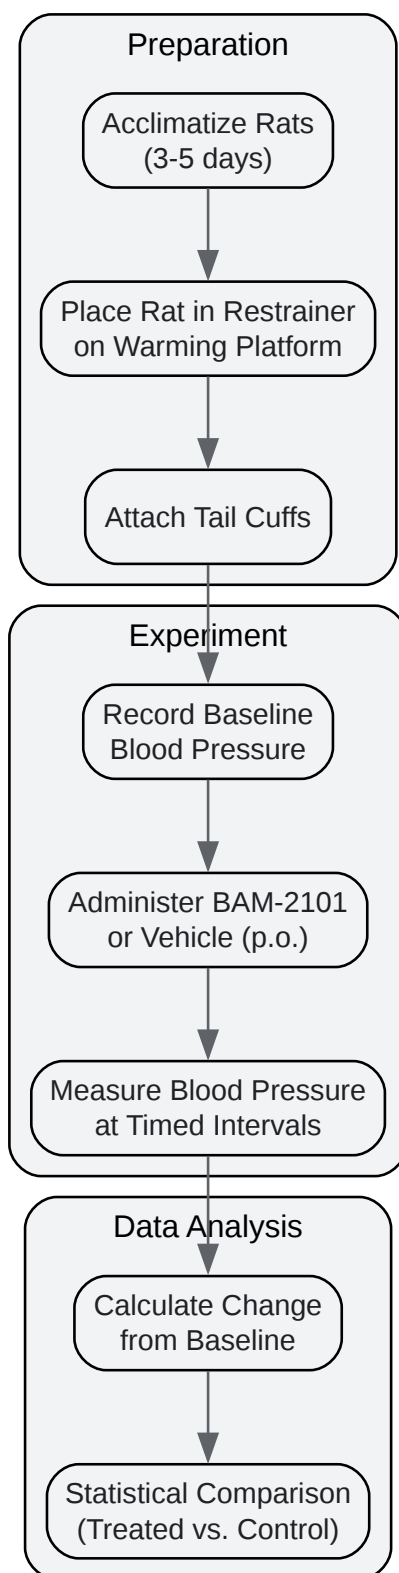 Preparation
Acclimatize Rats
(3-5 days)
Place Rat in Restrainer
on Warming Platform
Attach Tail Cuffs
Experiment
Record Baseline
Blood Pressure
Administer BAM-2101
or Vehicle (p.o.)
Measure Blood Pressure
at Timed Intervals
Data Analysis
Calculate Change
from Baseline
Statistical Comparison
(Treated vs. Control)